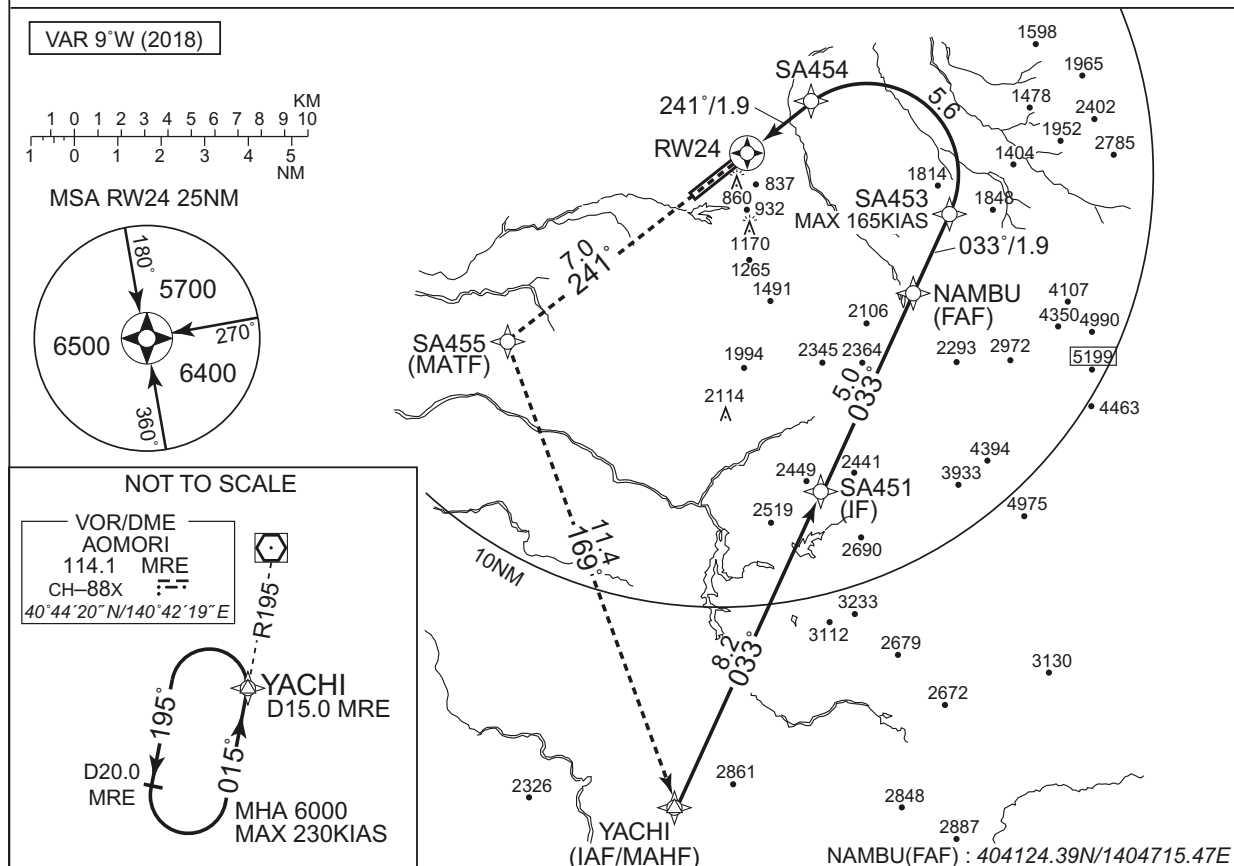 VAR 9°W (2018)
KM
1 0 1 2 3 4 5 6 7 8 9 10
1 0 1 2 3 4 5
NM
MSA RW24 25NM
180°
5700
270°
6500
6400
360°
NOT TO SCALE
VOR/DME
AOMORI
114.1 MRE
CH–88X
40°44′20″N/140°42′19″E
R195
YACHI
D15.0 MRE
195°
015°
D20.0
MRE
MHA 6000
MAX 230KIAS
1598
1965
SA454
1478
2402
241°/1.9
5.6
1952
2785
RW24
1404
837
1814
860
932
SA453
1848
MAX 165KIAS
1170
033°/1.9
1265
7.0
241°
1491
NAMBU
(FAF)
4107
2106
4350
4990
SA455
(MATF)
1994
2345
2364
2293
2972
5199
5.0
033°
2114
4463
4394
2449
2441
3933
SA451
(IF)
2519
4975
11.4
169°
2690
10NM
3233
3112
2679
8.2
033°
3130
2672
2326
2861
2848
YACHI
(IAF/MAHF)
2887
NAMBU(FAF) : 404124.39N/1404715.47E